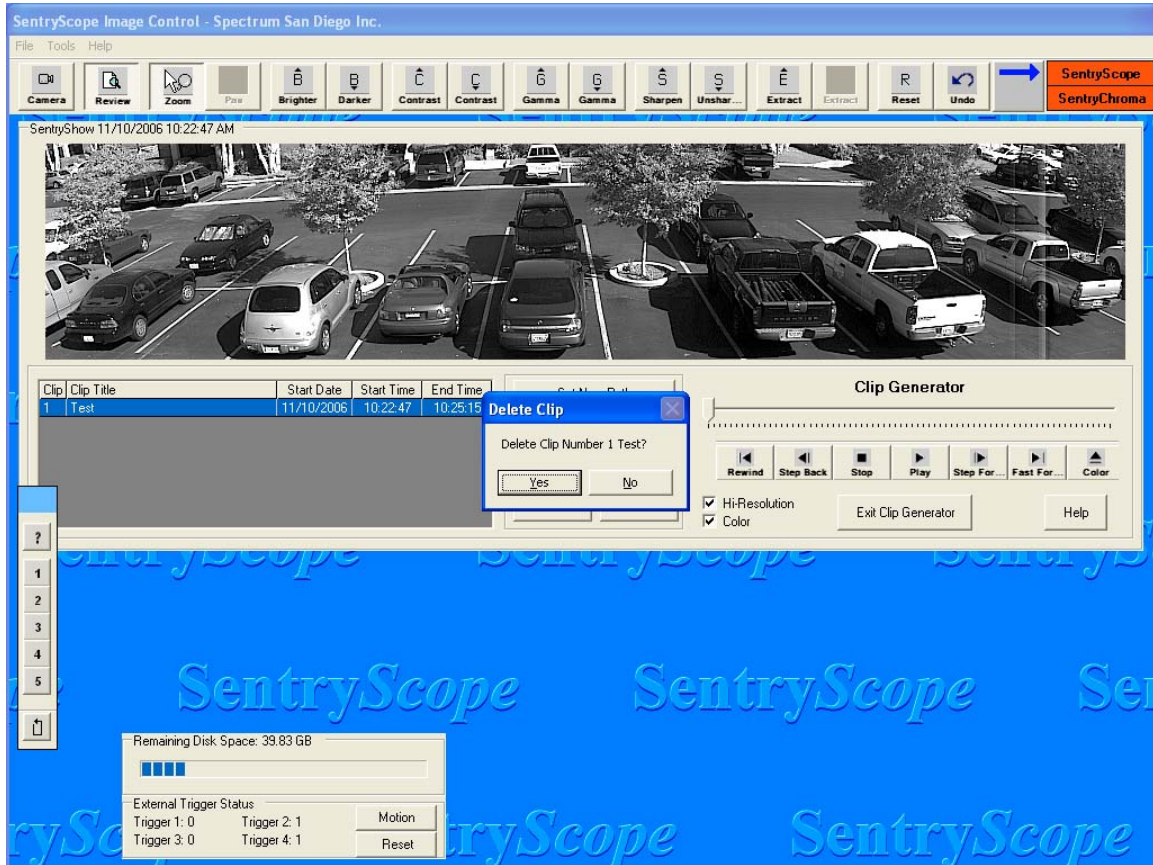 SentryScope Image Control - Spectrum San Diego Inc.
File Tools Help
Camera Review Zoom Pan B Brighter B Darker C Contrast C Contrast G Gamma G Gamma S Sharpen S Unshar... E Extract Extract R Reset Undo
SentryScope
SentryChroma
SentryShow 11/10/2006 10:22:47 AM
Clip Clip Title Start Date Start Time End Time
1 Test 11/10/2006 10:22:47 10:25:15
Delete Clip
Delete Clip Number 1 Test?
Yes No
Clip Generator
Rewind Step Back Stop Play Step For... Fast For... Color
Hi-Resolution
Color
Exit Clip Generator
Help
?
1
2
3
4
5
SentryScope SentryScope
Remaining Disk Space: 39.83 GB
External Trigger Status
Trigger 1: 0 Trigger 2: 1
Trigger 3: 0 Trigger 4: 1
Motion
Reset
SentryScope